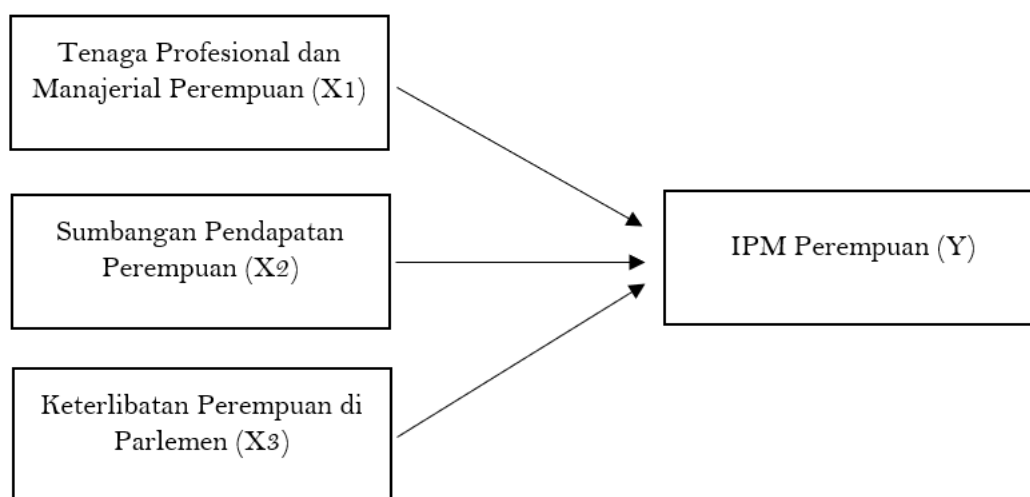 Tenaga Profesional dan
Manajerial Perempuan (X1)
Sumbangan Pendapatan
Perempuan (X2)
IPM Perempuan (Y)
Keterlibatan Perempuan di
Parlemen (X3)